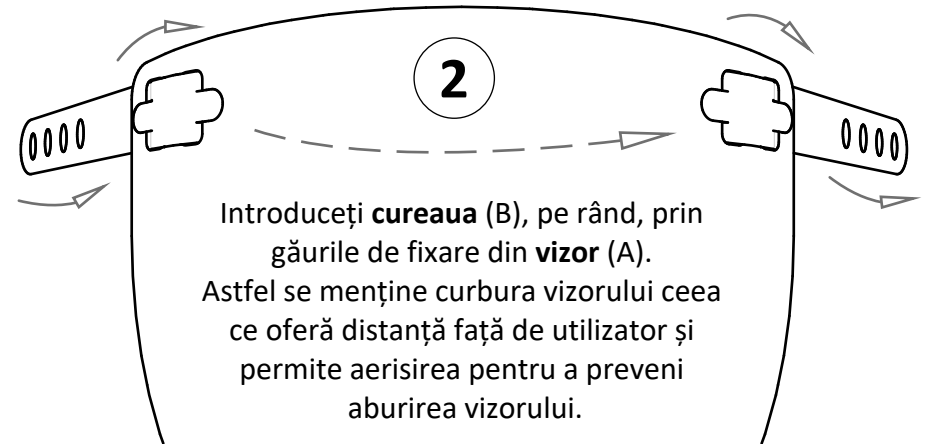 2
Introduceți cureaua (B), pe rând, prin
găurile de fixare din vizor (A).
Astfel se menține curbura vizorului ceea
ce oferă distanță față de utilizator și
permite aerisirea pentru a preveni
aburirea vizorului.